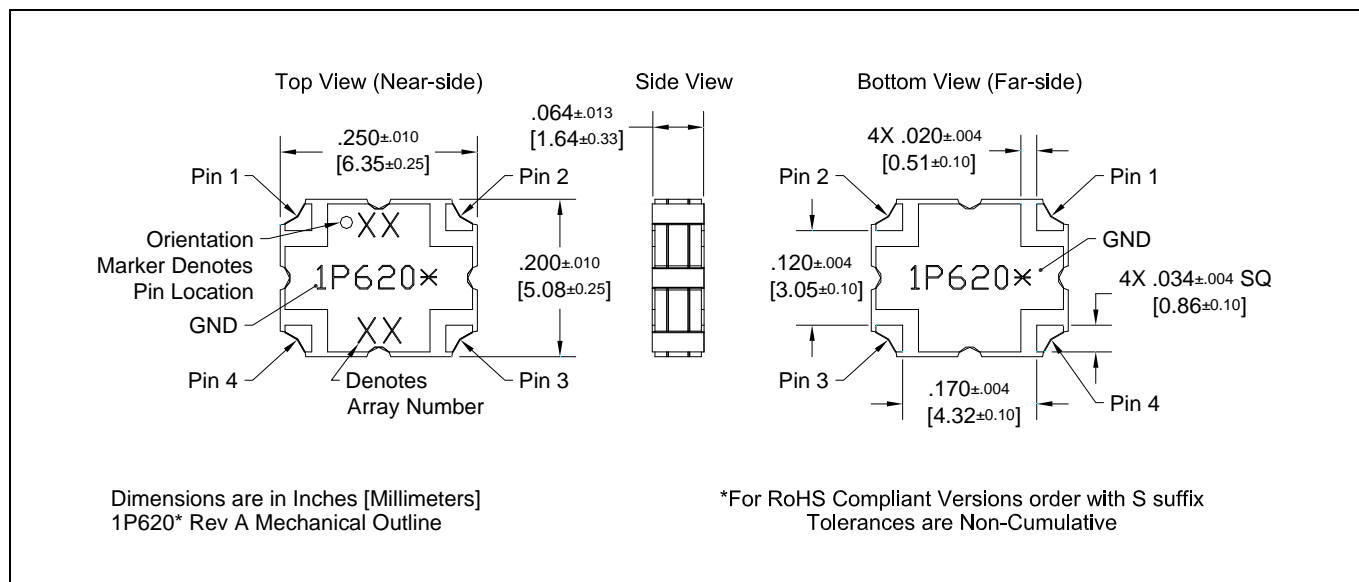 Top View (Near-side)
Side View
Bottom View (Far-side)
.250±.010
[6.35±0.25]
.064±.013
[1.64±0.33]
4X .020±.004
[0.51±0.10]
Pin 1
Pin 2
Pin 2
Pin 1
Orientation
Marker Denotes
Pin Location
GND
XX
1P620*
XX
.200±.010
[5.08±0.25]
.120±.004
[3.05±0.10]
1P620*
GND
4X .034±.004 SQ
[0.86±0.10]
Pin 4
Denotes
Array Number
Pin 3
Pin 3
.170±.004
[4.32±0.10]
Pin 4
Dimensions are in Inches [Millimeters]
1P620* Rev A Mechanical Outline
*For RoHS Compliant Versions order with S suffix
Tolerances are Non-Cumulative